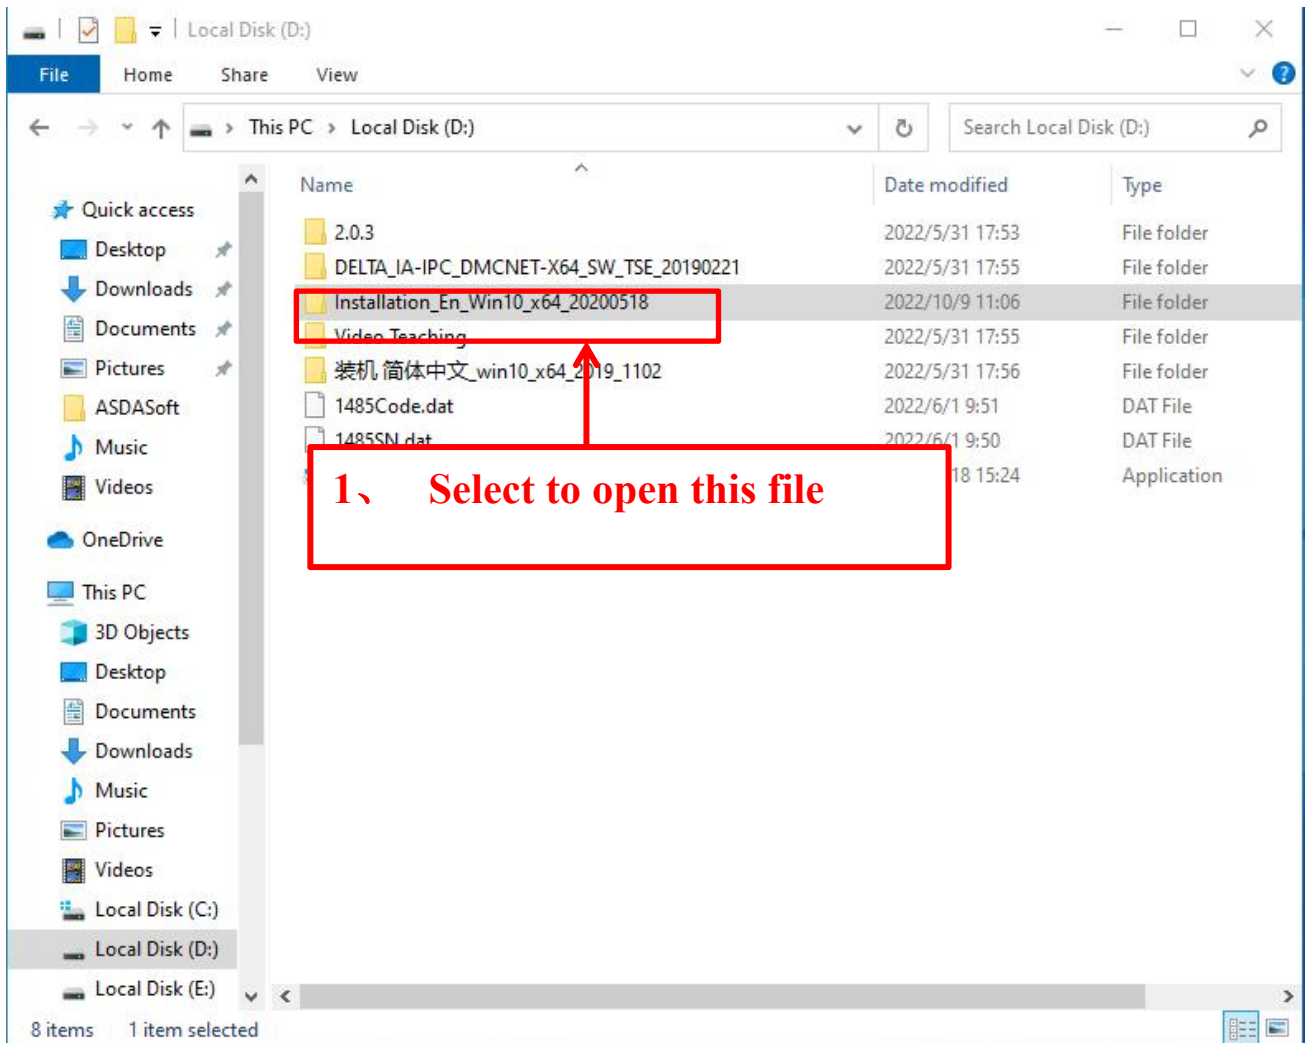 Local Disk (D:)
File Home Share View
This PC > Local Disk (D:) Search Local Disk (D:)
Name Date modified Type
Quick access
Desktop
Downloads
Documents
Pictures
ASDASoft
Music
Videos
OneDrive
This PC
3D Objects
Desktop
Documents
Downloads
Music
Pictures
Videos
Local Disk (C:)
Local Disk (D:)
Local Disk (E:)
2.0.3 2022/5/31 17:53 File folder
DELTA_IA-IPC_DMCNET-X64_SW_TSE_20190221 2022/5/31 17:55 File folder
Installation_En_Win10_x64_20200518 2022/10/9 11:06 File folder
Video Teaching 2022/5/31 17:55 File folder
装机 简体中文_win10_x64_2019_1102 2022/5/31 17:56 File folder
1485Code.dat 2022/6/1 9:51 DAT File
1485SN.dat 2022/6/1 9:50 DAT File
18 15:24 Application
1、 Select to open this file
8 items 1 item selected